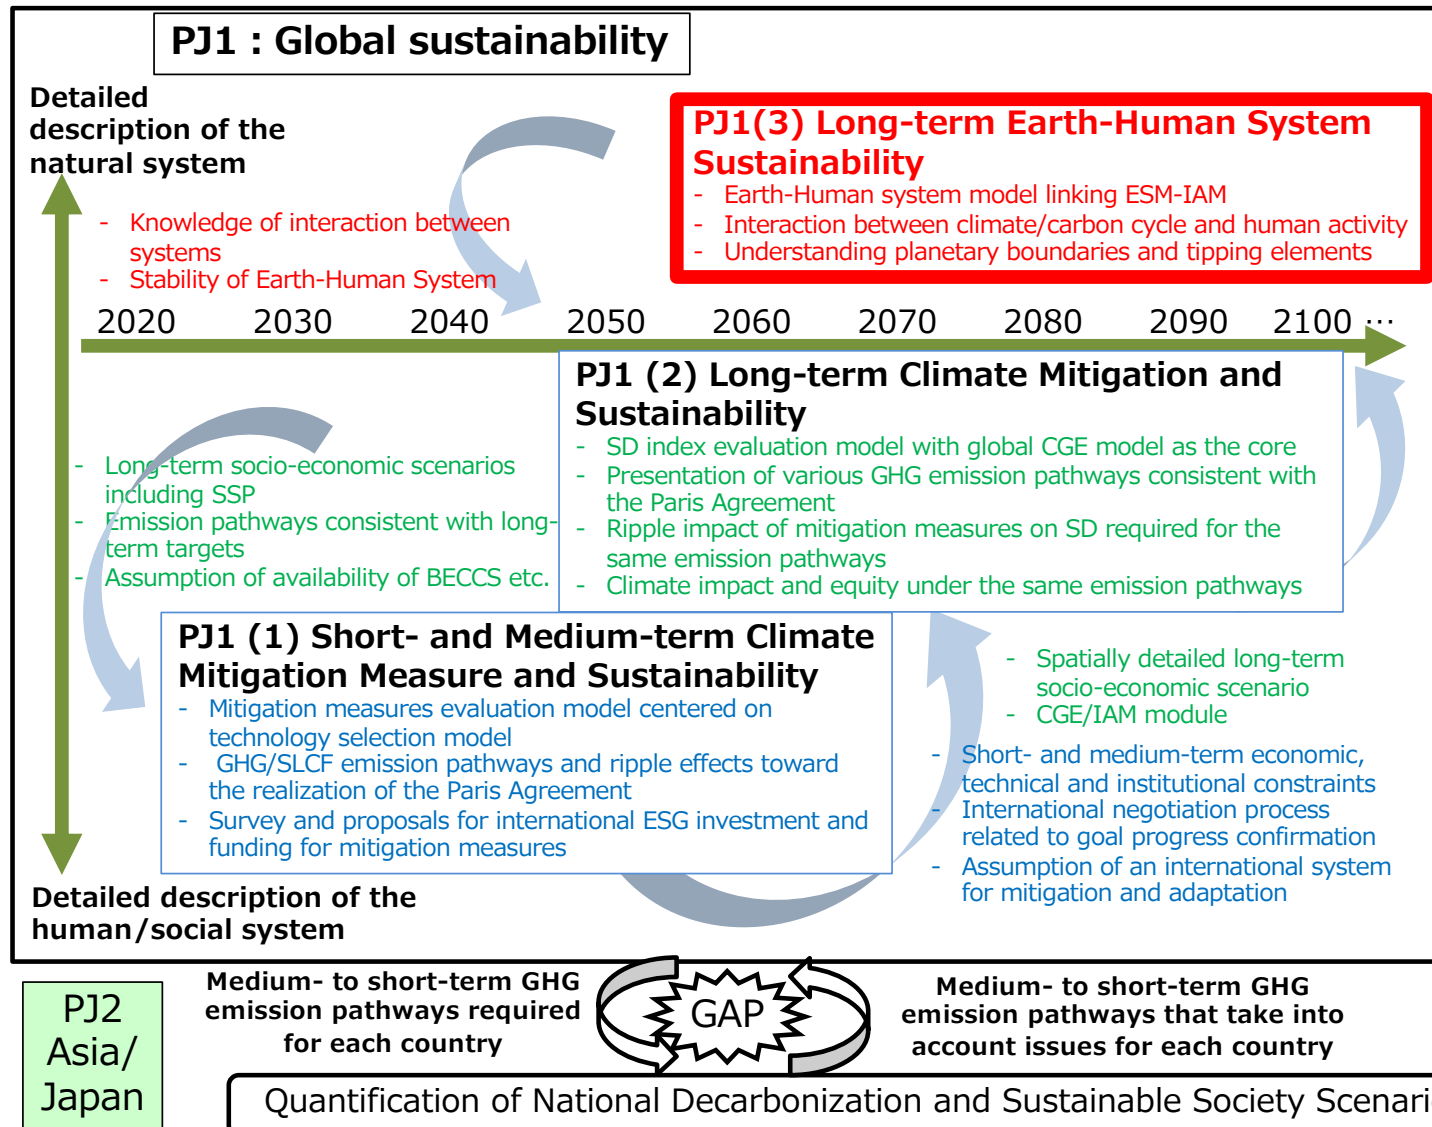 PJ1 : Global sustainability
Detailed
description of the
natural system
PJ1(3) Long-term Earth-Human System
Sustainability
- Earth-Human system model linking ESM-IAM
- Interaction between climate/carbon cycle and human activity
- Understanding planetary boundaries and tipping elements
- Knowledge of interaction between
systems
- Stability of Earth-Human System
2020 2030 2040 2050 2060 2070 2080 2090 2100 …
PJ1 (2) Long-term Climate Mitigation and
Sustainability
- SD index evaluation model with global CGE model as the core
- Presentation of various GHG emission pathways consistent with
the Paris Agreement
- Ripple impact of mitigation measures on SD required for the
same emission pathways
- Climate impact and equity under the same emission pathways
- Long-term socio-economic scenarios
including SSP
- Emission pathways consistent with long-
term targets
- Assumption of availability of BECCS etc.
PJ1 (1) Short- and Medium-term Climate
Mitigation Measure and Sustainability
- Mitigation measures evaluation model centered on
technology selection model
- GHG/SLCF emission pathways and ripple effects toward
the realization of the Paris Agreement
- Survey and proposals for international ESG investment and
funding for mitigation measures
- Spatially detailed long-term
socio-economic scenario
- CGE/IAM module
- Short- and medium-term economic,
technical and institutional constraints
- International negotiation process
related to goal progress confirmation
- Assumption of an international system
for mitigation and adaptation
Detailed description of the
human/social system
PJ2
Asia/
Japan
Medium- to short-term GHG
emission pathways required
for each country
GAP
Medium- to short-term GHG
emission pathways that take into
account issues for each country
Quantification of National Decarbonization and Sustainable Society Scenari